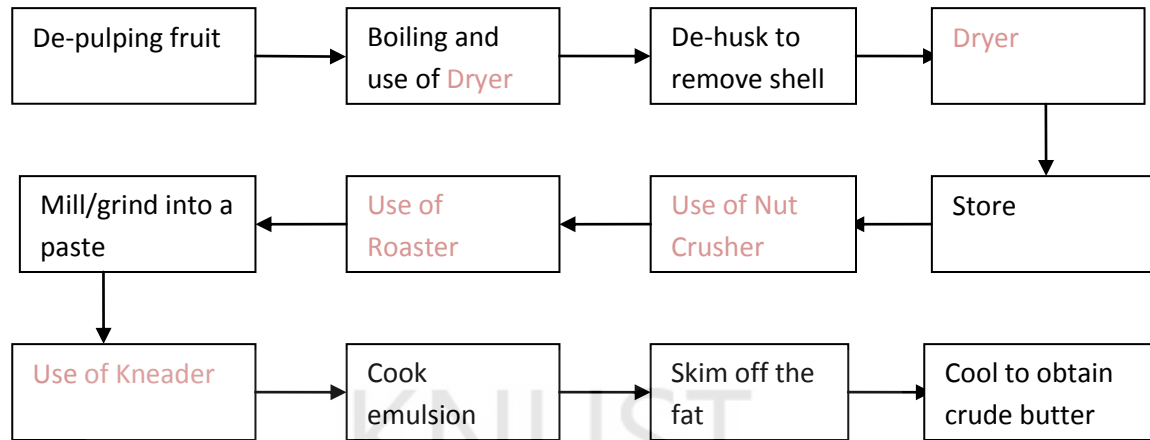 De-pulping fruit
Boiling and
use of Dryer
De-husk to
remove shell
Dryer
Store
Use of Nut
Crusher
Use of
Roaster
Mill/grind into a
paste
Use of Kneader
Cook
emulsion
Skim off the
fat
Cool to obtain
crude butter
KNUST